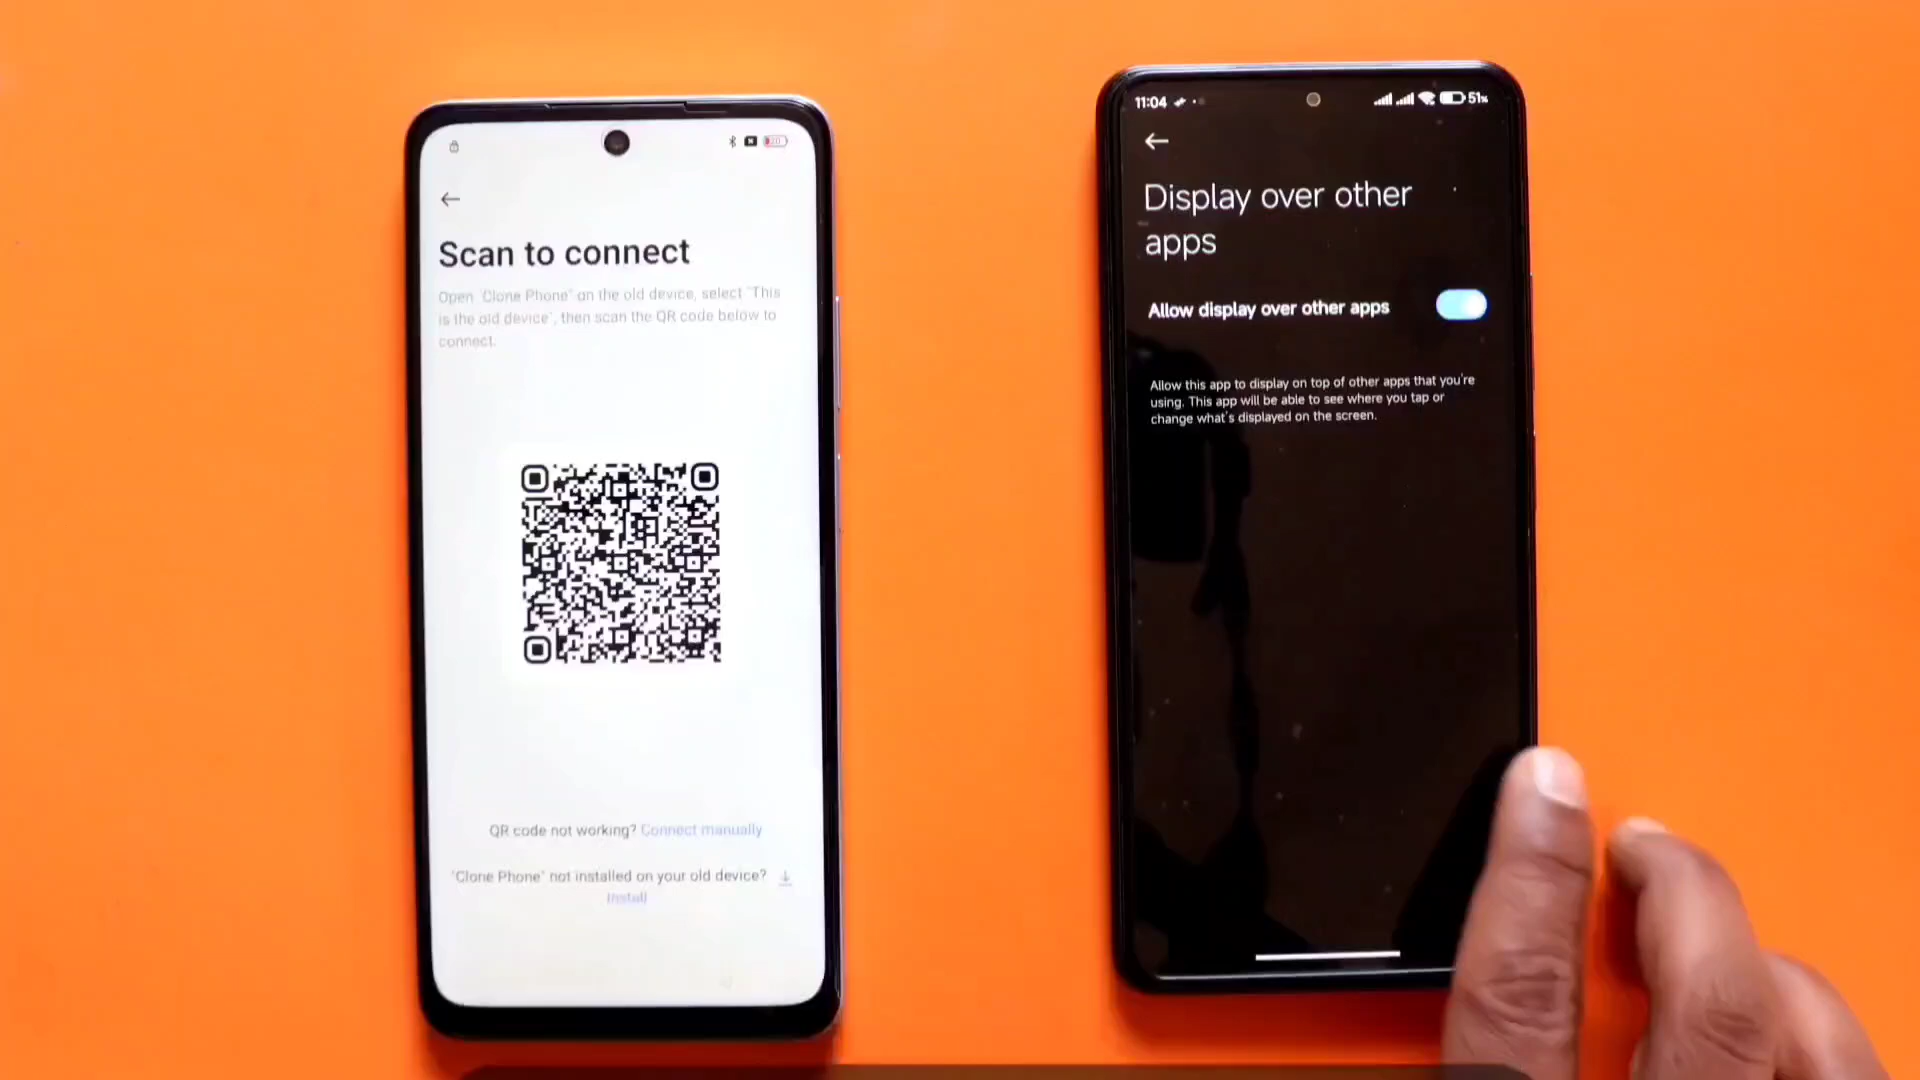 Scan to connect
Open "Clone Phone" on the old device, select "This
is the old device", then scan the QR code below to
connect.
QR code not working? Connect manually
"Clone Phone" not installed on your old device?
Install
11:04
51%
Display over other
apps
Allow display over other apps
Allow this app to display on top of other apps that you're
using. This app will be able to see where you tap or
change what's displayed on the screen.